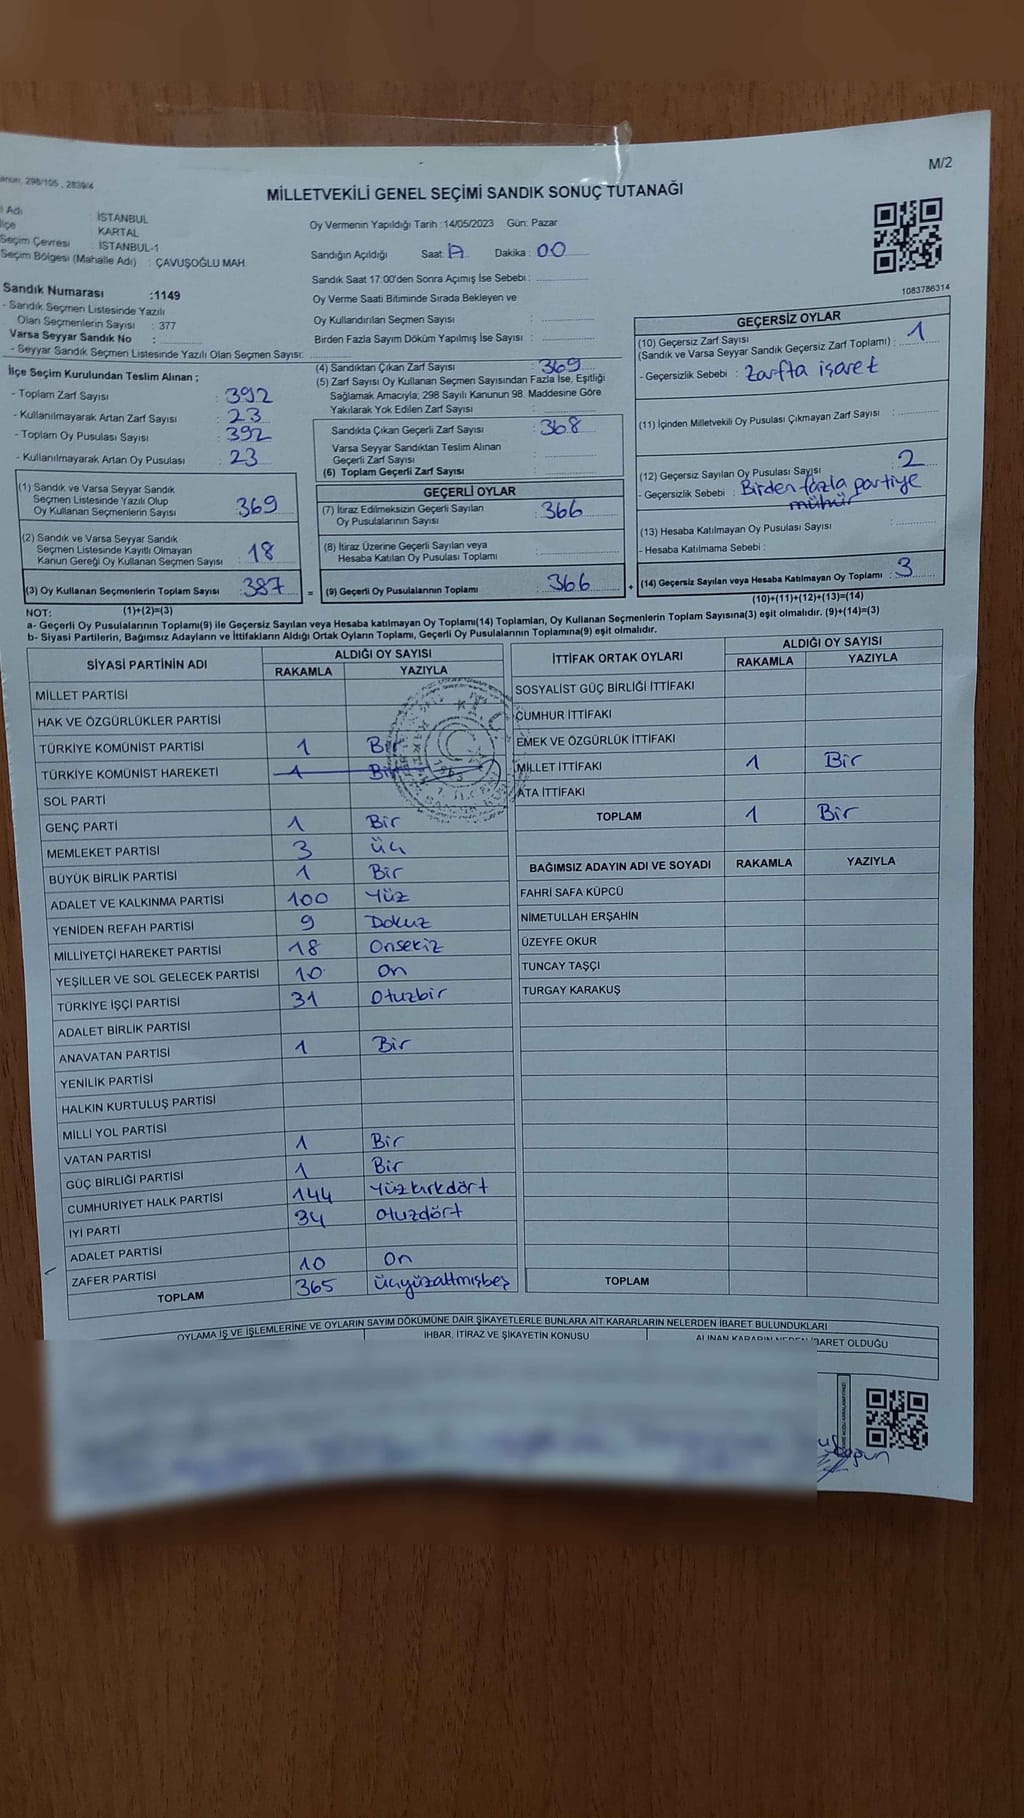 M/2
298/105 , 2839/4
MİLLETVEKİLİ GENEL SEÇİMİ SANDIK SONUÇ TUTANAĞI
Adı : İSTANBUL
İlçe : KARTAL
Seçim Çevresi : İSTANBUL-1
Seçim Bölgesi (Mahalle Adı) : ÇAVUŞOĞLU MAH.
Oy Vermenin Yapıldığı Tarih :14/05/2023 Gün: Pazar
Sandığın Açıldığı Saat: 17 Dakika : 00
Sandık Saat 17:00'den Sonra Açımış İse Sebebi :
Oy Verme Saati Bitiminde Sırada Bekleyen ve
Oy Kullandırılan Seçmen Sayısı :
Birden Fazla Sayım Döküm Yapılmış İse Sayısı :
1083786314
Sandık Numarası :1149
- Sandık Seçmen Listesinde Yazılı
Olan Seçmenlerin Sayısı : 377
Varsa Seyyar Sandık No :
- Seyyar Sandık Seçmen Listesinde Yazılı Olan Seçmen Sayısı:
İlçe Seçim Kurulundan Teslim Alınan ;
- Toplam Zarf Sayısı : 392
- Kullanılmayarak Artan Zarf Sayısı : 23
- Toplam Oy Pusulası Sayısı : 392
- Kullanılmayarak Artan Oy Pusulası : 23
(4) Sandıktan Çıkan Zarf Sayısı : 369
(5) Zarf Sayısı Oy Kullanan Seçmen Sayısından Fazla İse, Eşitliği
Sağlamak Amacıyla, 298 Sayılı Kanunun 98. Maddesine Göre
Yakılarak Yok Edilen Zarf Sayısı :
Sandıkta Çıkan Geçerli Zarf Sayısı : 368
Varsa Seyyar Sandıktan Teslim Alınan
Geçerli Zarf Sayısı :
(6) Toplam Geçerli Zarf Sayısı :
GEÇERSİZ OYLAR
(10) Geçersiz Zarf Sayısı
(Sandık ve Varsa Seyyar Sandık Geçersiz Zarf Toplamı) : 1
- Geçersizlik Sebebi : Zarfta işaret
(11) İçinden Milletvekili Oy Pusulası Çıkmayan Zarf Sayısı :
(12) Geçersiz Sayılan Oy Pusulası Sayısı : 2
- Geçersizlik Sebebi : Birden fazla partiye
mühür
(13) Hesaba Katılmayan Oy Pusulası Sayısı :
- Hesaba Katılmama Sebebi :
(14) Geçersiz Sayılan veya Hesaba Katılmayan Oy Toplamı : 3
(1) Sandık ve Varsa Seyyar Sandık
Seçmen Listesinde Yazılı Olup
Oy Kullanan Seçmenlerin Sayısı : 369
(2) Sandık ve Varsa Seyyar Sandık
Seçmen Listesinde Kayıtlı Olmayan
Kanun Gereği Oy Kullanan Seçmen Sayısı : 18
(3) Oy Kullanan Seçmenlerin Toplam Sayısı : 387 =
GEÇERLİ OYLAR
(7) İtiraz Edilmeksizin Geçerli Sayılan
Oy Pusulalarının Sayısı : 366
(8) İtiraz Üzerine Geçerli Sayılan veya
Hesaba Katılan Oy Pusulası Toplamı :
(9) Geçerli Oy Pusulalarının Toplamı : 366 +
(1)+(2)=(3)
(10)+(11)+(12)+(13)=(14)
NOT:
a- Geçerli Oy Pusulalarının Toplamı(9) ile Geçersiz Sayılan veya Hesaba katılmayan Oy Toplamı(14) Toplamları, Oy Kullanan Seçmenlerin Toplam Sayısına(3) eşit olmalıdır. (9)+(14)=(3)
b- Siyasi Partilerin, Bağımsız Adayların ve İttifakların Aldığı Ortak Oyların Toplamı, Geçerli Oy Pusulalarının Toplamına(9) eşit olmalıdır.
SİYASİ PARTİNİN ADI ALDIĞI OY SAYISI
RAKAMLA YAZIYLA
MİLLET PARTİSİ
HAK VE ÖZGÜRLÜKLER PARTİSİ
TÜRKİYE KOMÜNİST PARTİSİ 1 Bir
TÜRKİYE KOMÜNİST HAREKETİ 1 Bir
SOL PARTİ
GENÇ PARTİ 1 Bir
MEMLEKET PARTİSİ 3 Üç
BÜYÜK BİRLİK PARTİSİ 1 Bir
ADALET VE KALKINMA PARTİSİ 100 Yüz
YENİDEN REFAH PARTİSİ 9 Dokuz
MİLLİYETÇİ HAREKET PARTİSİ 18 Onsekiz
YEŞİLLER VE SOL GELECEK PARTİSİ 10 On
TÜRKİYE İŞÇİ PARTİSİ 31 Otuzbir
ADALET BİRLİK PARTİSİ
ANAVATAN PARTİSİ 1 Bir
YENİLİK PARTİSİ
HALKIN KURTULUŞ PARTİSİ
MİLLİ YOL PARTİSİ
VATAN PARTİSİ 1 Bir
GÜÇ BİRLİĞİ PARTİSİ 1 Bir
CUMHURİYET HALK PARTİSİ 144 Yüzkırkdört
İYİ PARTİ 34 Otuzdört
ADALET PARTİSİ
ZAFER PARTİSİ 10 On
TOPLAM 365 Üçyüzaltmışbeş
İTTİFAK ORTAK OYLARI ALDIĞI OY SAYISI
RAKAMLA YAZIYLA
SOSYALİST GÜÇ BİRLİĞİ İTTİFAKI
CUMHUR İTTİFAKI
EMEK VE ÖZGÜRLÜK İTTİFAKI
MİLLET İTTİFAKI 1 Bir
ATA İTTİFAKI
TOPLAM 1 Bir
BAĞIMSIZ ADAYIN ADI VE SOYADI RAKAMLA YAZIYLA
FAHRİ SAFA KÜPCÜ
NİMETULLAH ERŞAHİN
ÜZEYFE OKUR
TUNCAY TAŞÇI
TURGAY KARAKUŞ
TOPLAM
OYLAMA İŞ VE İŞLEMLERİNE VE OYLARIN SAYIM DÖKÜMÜNE DAİR ŞİKAYETLERLE BUNLARA AİT KARARLARIN NELERDEN İBARET BULUNDUKLARI
İHBAR, İTİRAZ VE ŞİKAYETİN KONUSU
ALINAN KARARIN NEDEN İBARET OLDUĞU